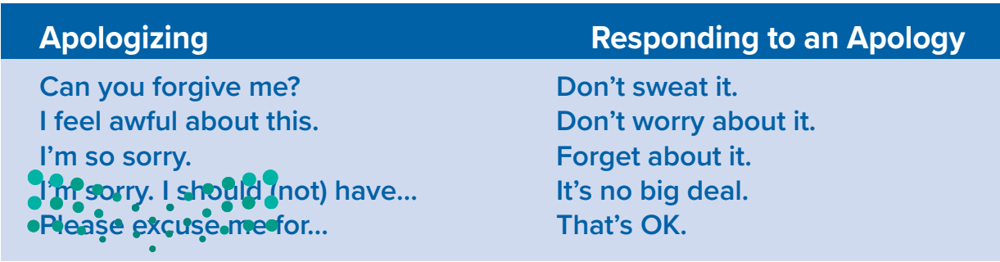 Apologizing Responding to an Apology
Can you forgive me? Don't sweat it.
I feel awful about this. Don't worry about it.
I'm so sorry. Forget about it.
I'm sorry. I should (not) have... It's no big deal.
Please excuse me for... That's OK.